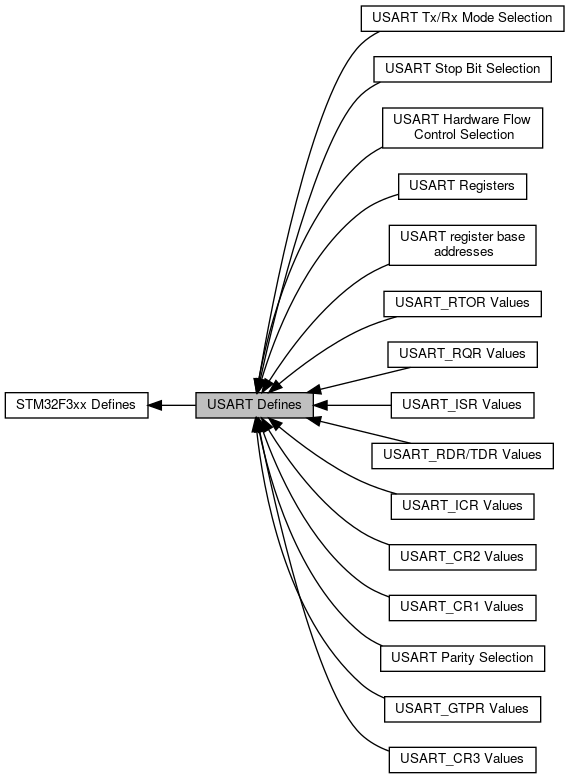 USART Tx/Rx Mode Selection
USART Stop Bit Selection
USART Hardware Flow
Control Selection
USART Registers
USART register base
addresses
USART_RTOR Values
USART_RQR Values
STM32F3xx Defines
USART Defines
USART_ISR Values
USART_RDR/TDR Values
USART_ICR Values
USART_CR2 Values
USART_CR1 Values
USART Parity Selection
USART_GTPR Values
USART_CR3 Values